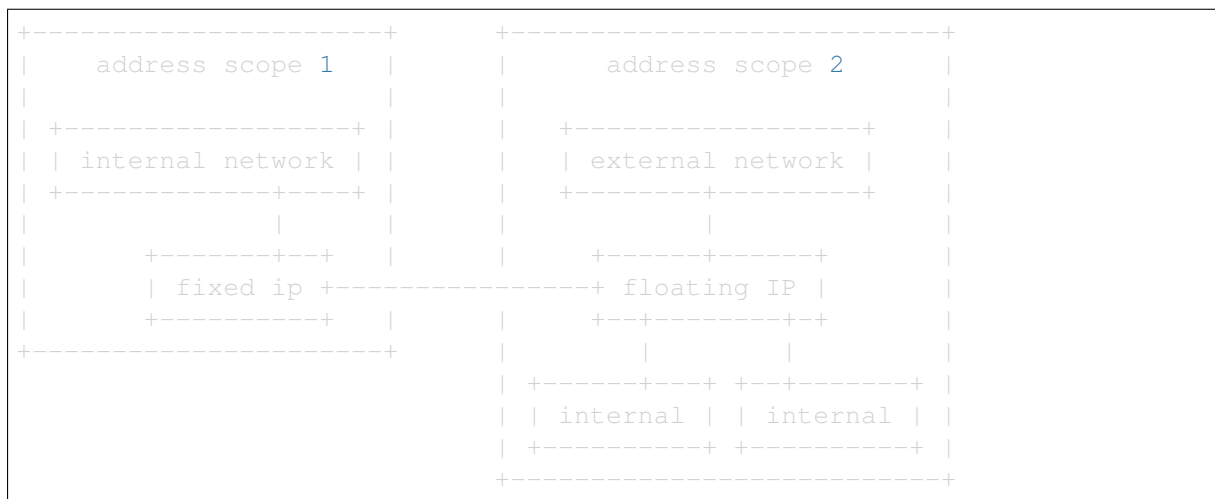 +----------------------+      +---------------------------+
|    address scope 1   |      |      address scope 2      |
|                      |      |                           |
| +------------------+ |      |   +------------------+    |
| | internal network | |      |   | external network |    |
| +-------------+----+ |      |   +--------+---------+    |
|               |      |      |            |              |
|       +-------+--+   |      |     +------+------+       |
|       | fixed ip +----------------+ floating IP |       |
|       +----------+   |      |     +--+--------+-+       |
+----------------------+      |        |        |         |
                              | +------+---+ +--+-------+ |
                              | | internal | | internal | |
                              | +----------+ +----------+ |
                              +---------------------------+